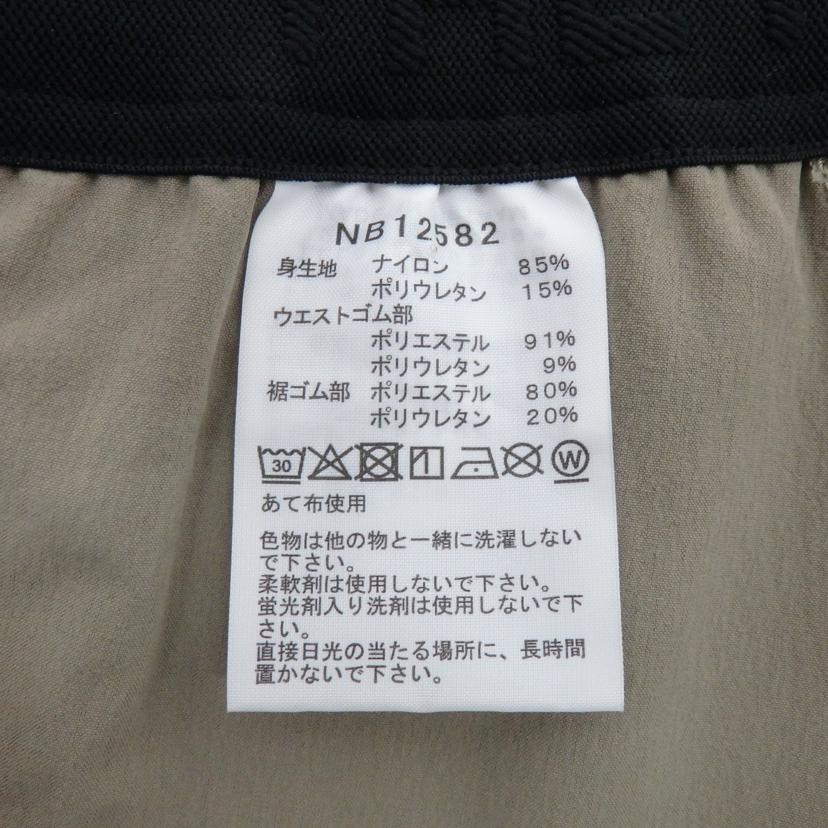 NB12582
身生地 ナイロン 85%
ポリウレタン 15%
ウエストゴム部
ポリエステル 91%
ポリウレタン 9%
裾ゴム部 ポリエステル 80%
ポリウレタン 20%
30 W
あて布使用
色物は他の物と一緒に洗濯しない
で下さい。
柔軟剤は使用しないで下さい。
蛍光剤入り洗剤は使用しないで下
さい。
直接日光の当たる場所に、長時間
置かないで下さい。